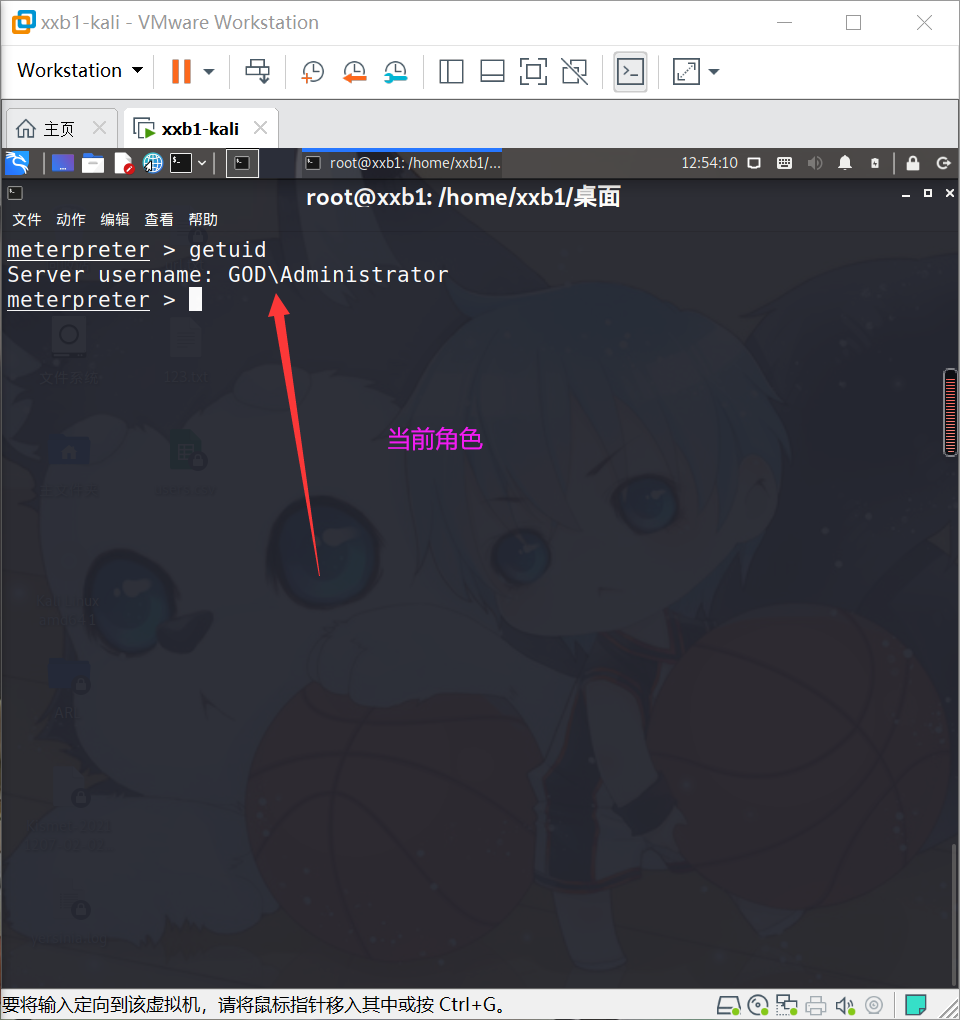 xxb1-kali - VMware Workstation
Workstation
主页
xxb1-kali
root@xxb1: /home/xxb1/...
12:54:10
root@xxb1: /home/xxb1/桌面
文件 动作 编辑 查看 帮助
meterpreter > getuid
Server username: GOD\Administrator
meterpreter >
当前角色
要将输入定向到该虚拟机，请将鼠标指针移入其中或按 Ctrl+G。